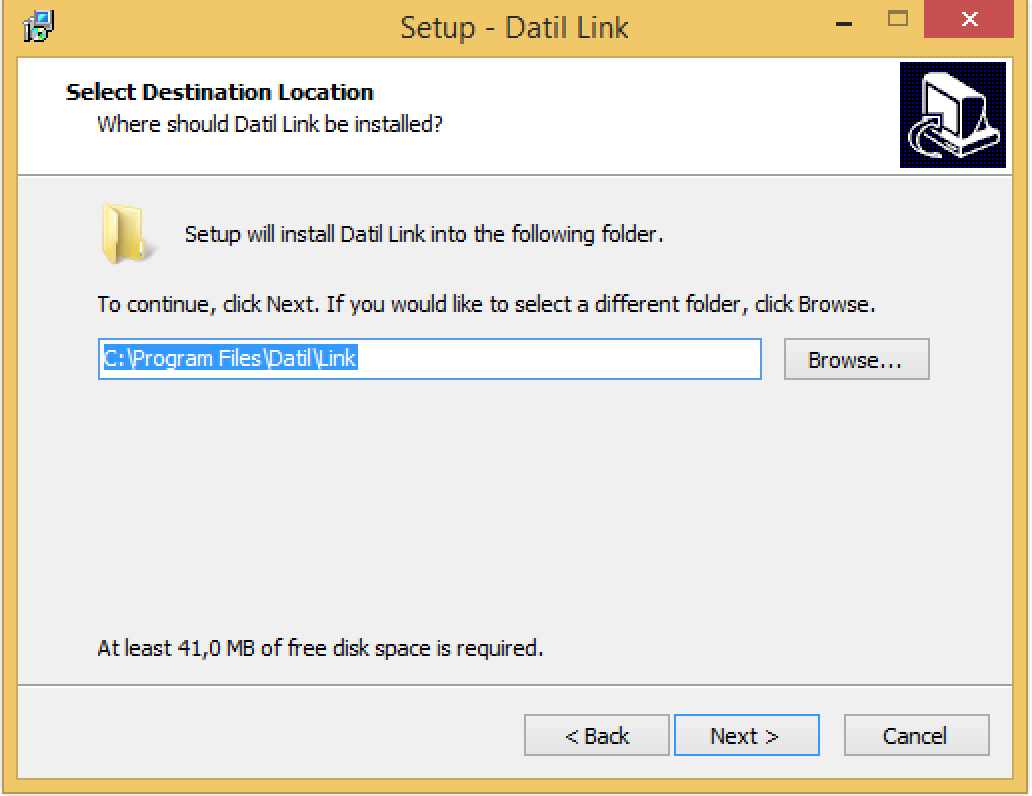 Setup - Datil Link
Select Destination Location
Where should Datil Link be installed?
Setup will install Datil Link into the following folder.
To continue, click Next. If you would like to select a different folder, click Browse.
C:\Program Files\Datil\Link
Browse...
At least 41,0 MB of free disk space is required.
< Back
Next >
Cancel